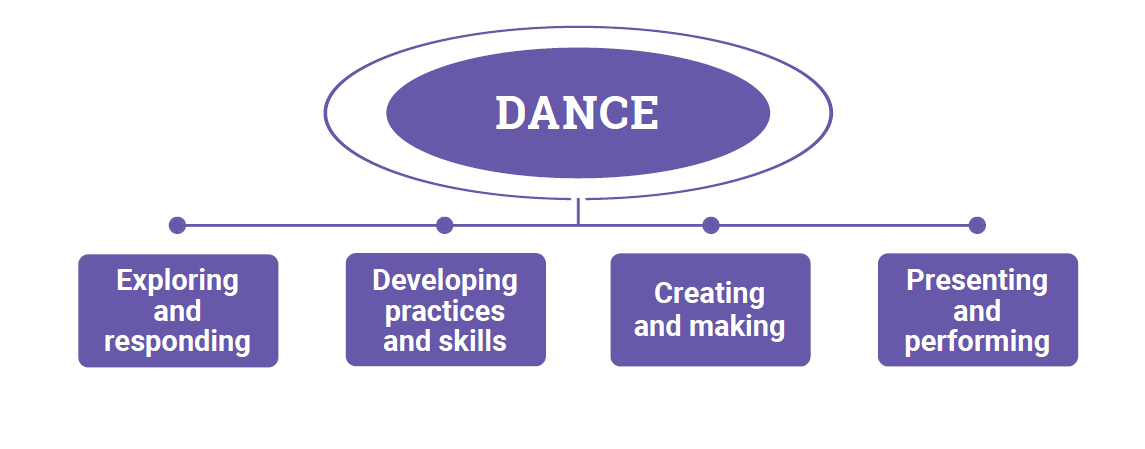 DANCE
Exploring
and
responding
Developing
practices
and skills
Creating
and making
Presenting
and
performing